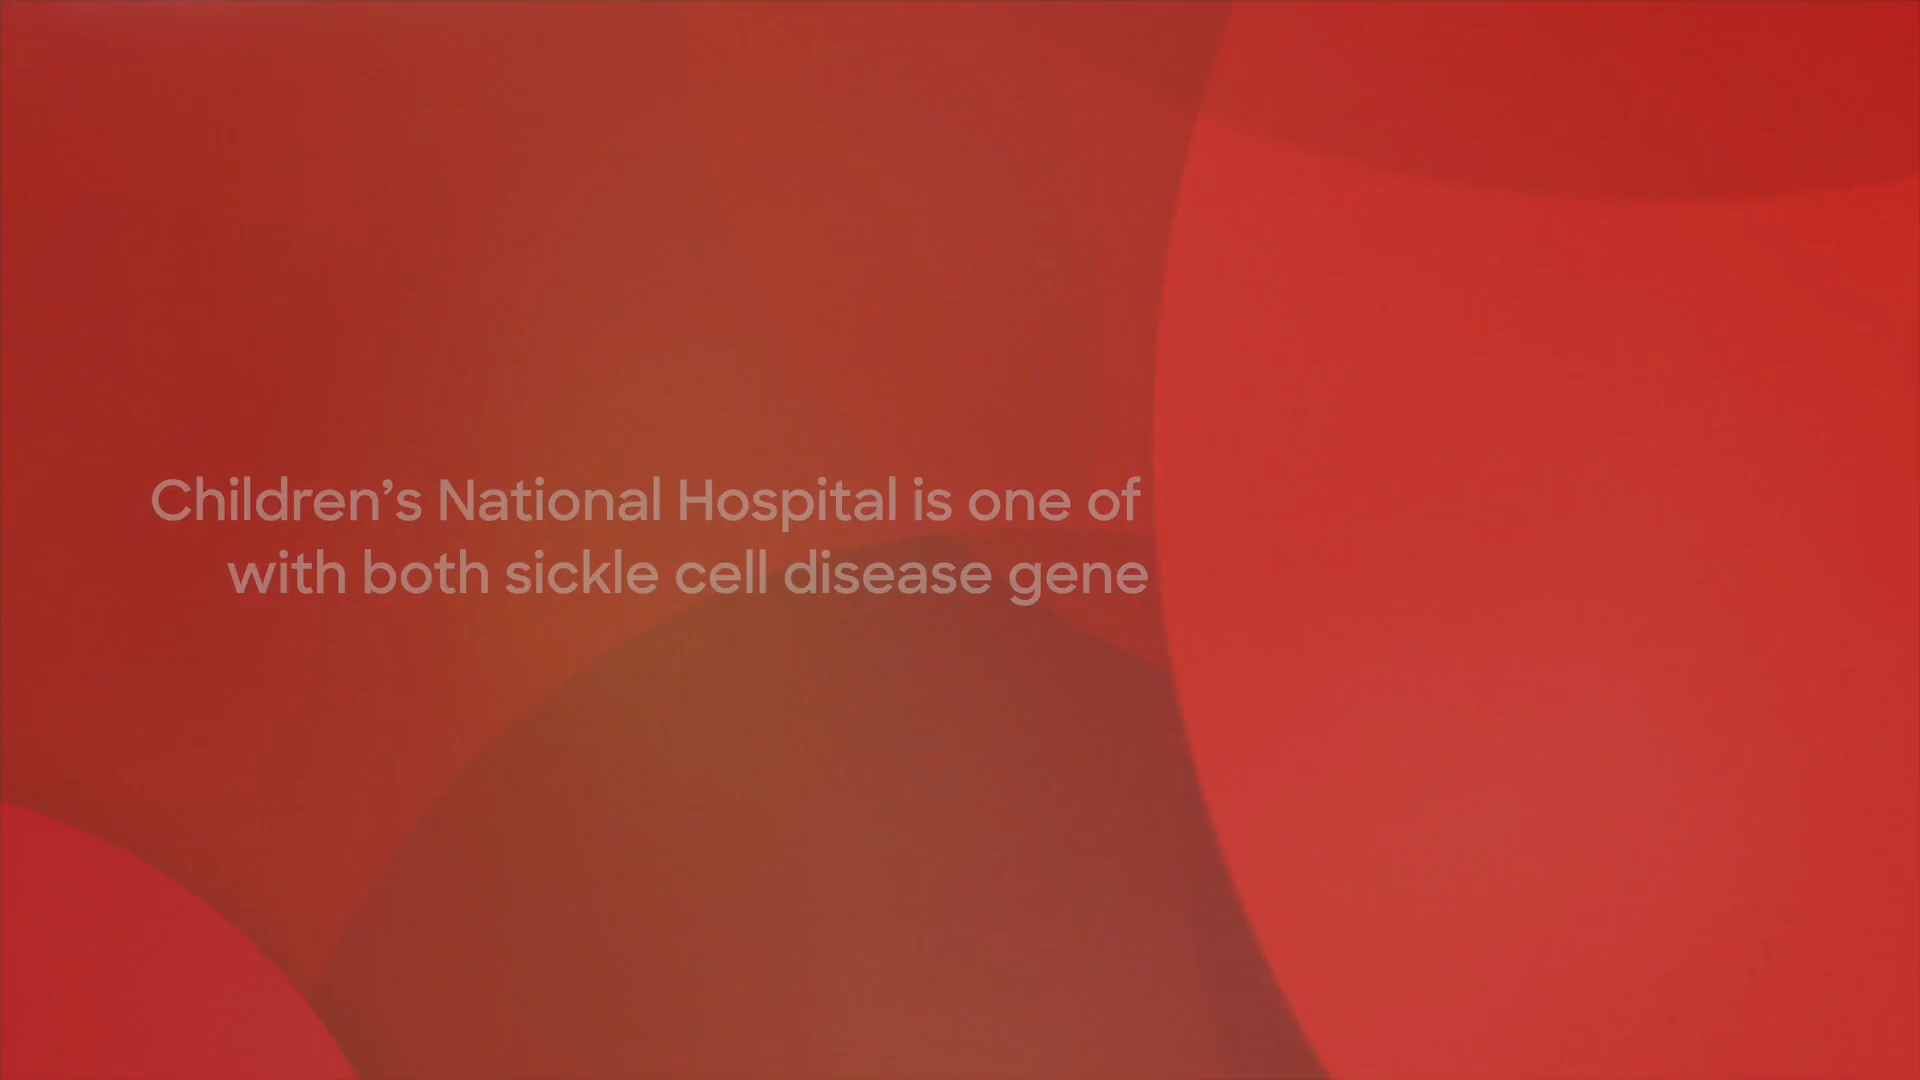 Children’s National Hospital is one of
with both sickle cell disease gene